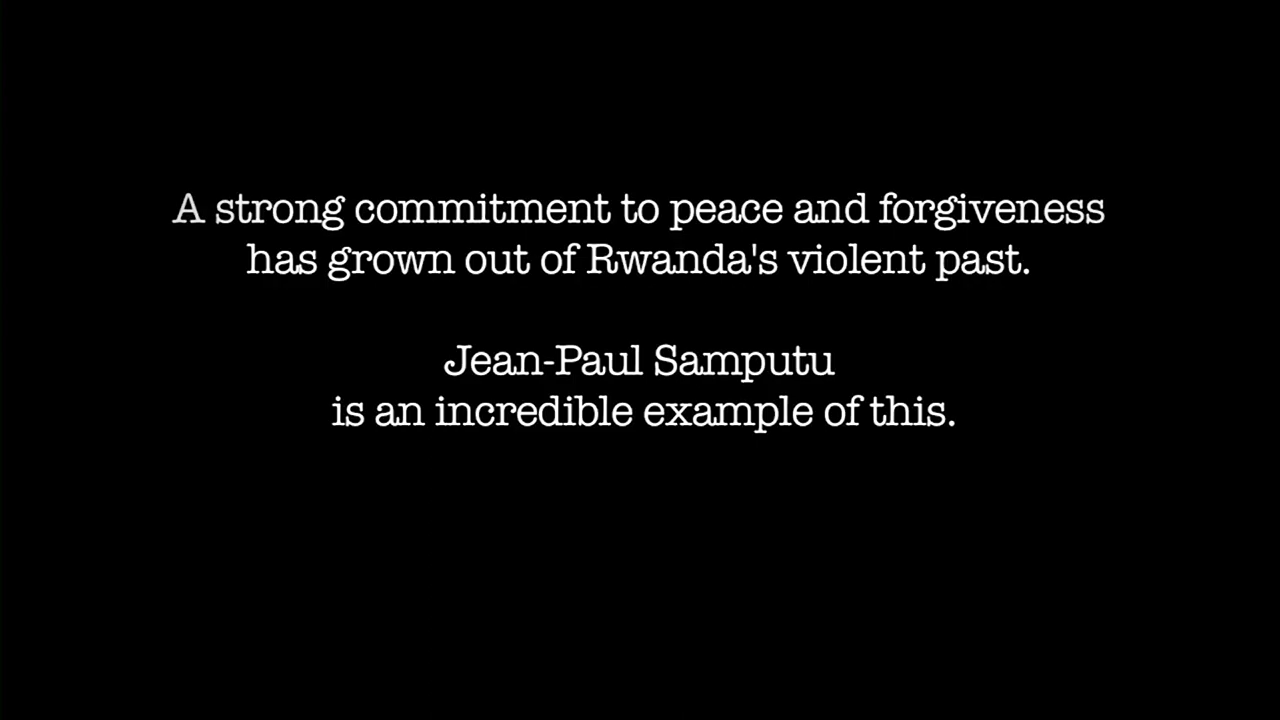 A strong commitment to peace and forgiveness
has grown out of Rwanda's violent past.
Jean-Paul Samputu
is an incredible example of this.